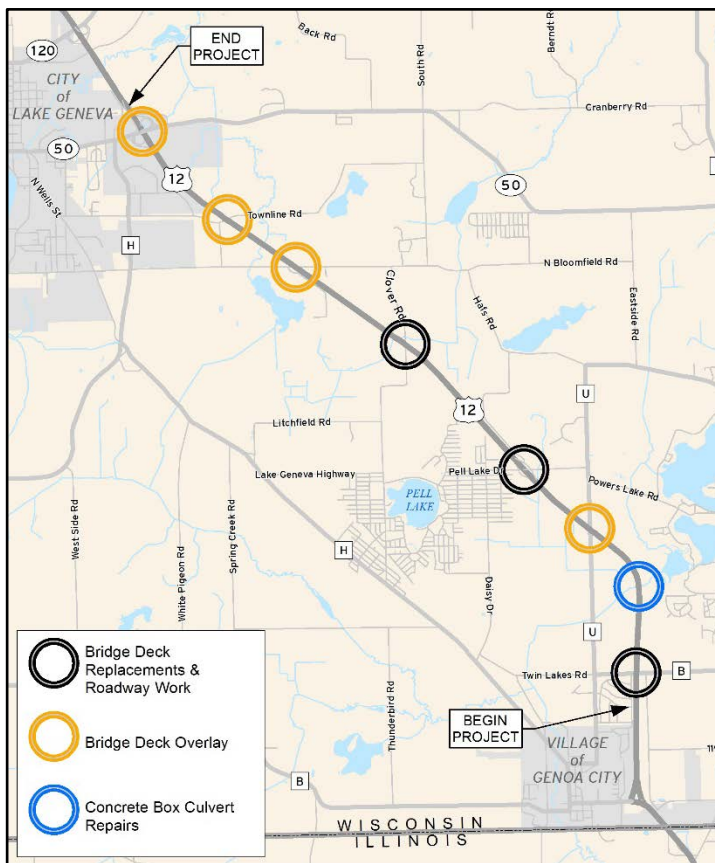 END
PROJECT
Back Rd
South Rd
Berndt Rd
120
CITY
of
LAKE GENEVA
Cranberry Rd
50
12
50
N Wells St
H
Townline Rd
N Bloomfield Rd
Clover Rd
Hafs Rd
Eastside Rd
12
U
Litchfield Rd
Lake Geneva Highway
Pell Lake Dr
PELL
LAKE
Powers Lake Rd
West Side Rd
White Pigeon Rd
Spring Creek Rd
H
Daisy Dr
U
Twin Lakes Rd
B
BEGIN
PROJECT
VILLAGE
of
GENOA CITY
Thunderbird Rd
B
11
Bridge Deck
Replacements &
Roadway Work
Bridge Deck Overlay
Concrete Box Culvert
Repairs
WISCONSIN
ILLINOIS